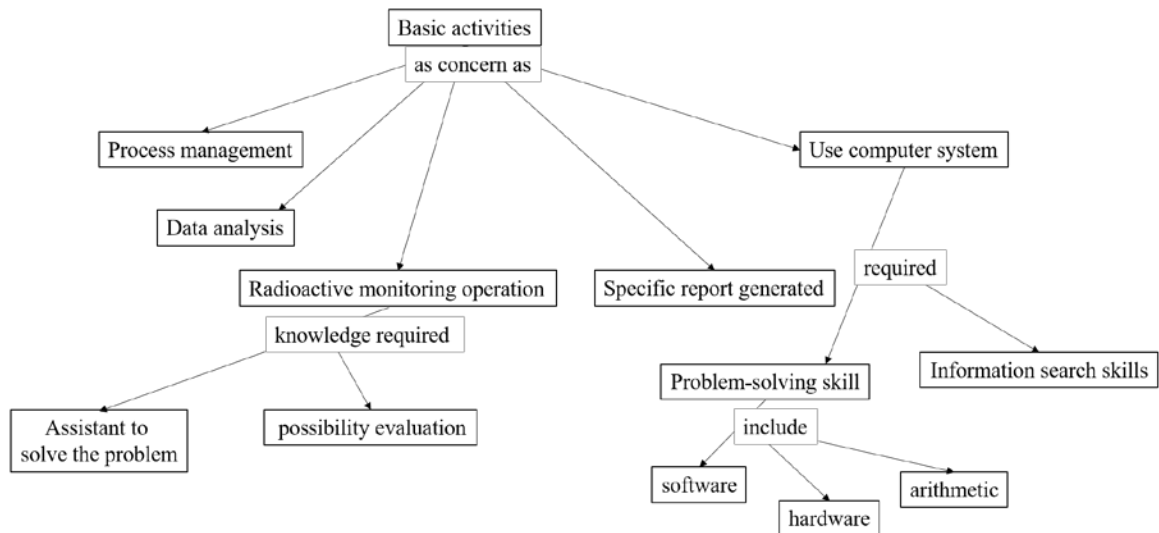 Basic activities
as concern as
Process management
Use computer system
Data analysis
required
Radioactive monitoring operation
Specific report generated
knowledge required
Problem-solving skill
Information search skills
Assistant to
solve the problem
possibility evaluation
include
software
arithmetic
hardware